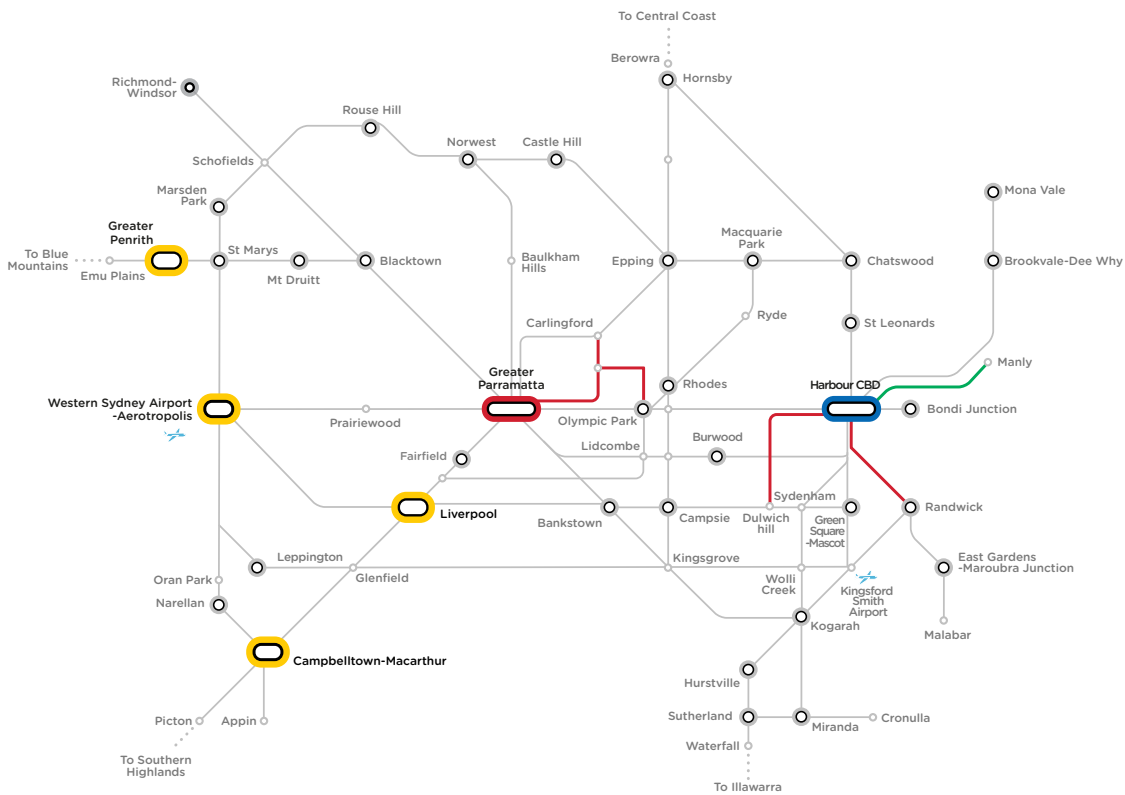 To Central Coast
Berowra
Hornsby
Richmond-
Windsor
Rouse Hill
Norwest
Castle Hill
Schofields
Marsden
Park
Mona Vale
Greater
Penrith
To Blue
Mountains
Emu Plains
St Marys
Mt Druitt
Blacktown
Baulkham
Hills
Epping
Macquarie
Park
Chatswood
Brookvale-Dee Why
Carlingford
Ryde
St Leonards
Manly
Greater
Parramatta
Rhodes
Harbour CBD
Western Sydney Airport
-Aerotropolis
Prairiewood
Olympic Park
Bondi Junction
Fairfield
Lidcombe
Burwood
Liverpool
Bankstown
Campsie
Dulwich
hill
Sydenham
Green
Square
-Mascot
Randwick
Leppington
Glenfield
Kingsgrove
Wolli
Creek
Kingsford
Smith
Airport
East Gardens
-Maroubra Junction
Oran Park
Narellan
Kogarah
Malabar
Campbelltown-Macarthur
Hurstville
Picton
Appin
Sutherland
Miranda
Cronulla
Waterfall
To Southern
Highlands
To Illawarra